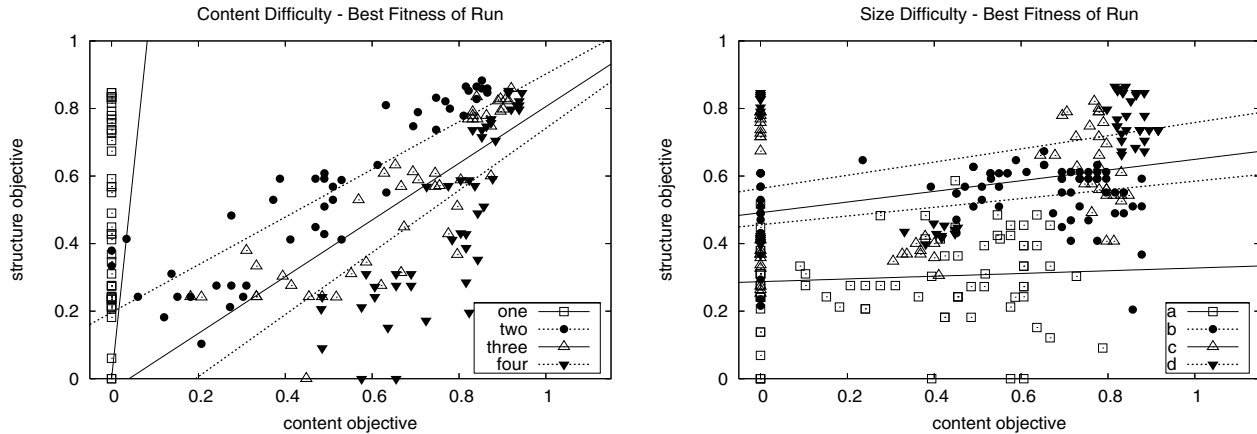 Content Difficulty - Best Fitness of Run
structure objective
1
0.8
0.6
0.4
0.2
0
0 0.2 0.4 0.6 0.8 1
content objective
one
two
three
four
Size Difficulty - Best Fitness of Run
structure objective
1
0.8
0.6
0.4
0.2
0
0 0.2 0.4 0.6 0.8 1
content objective
a
b
c
d